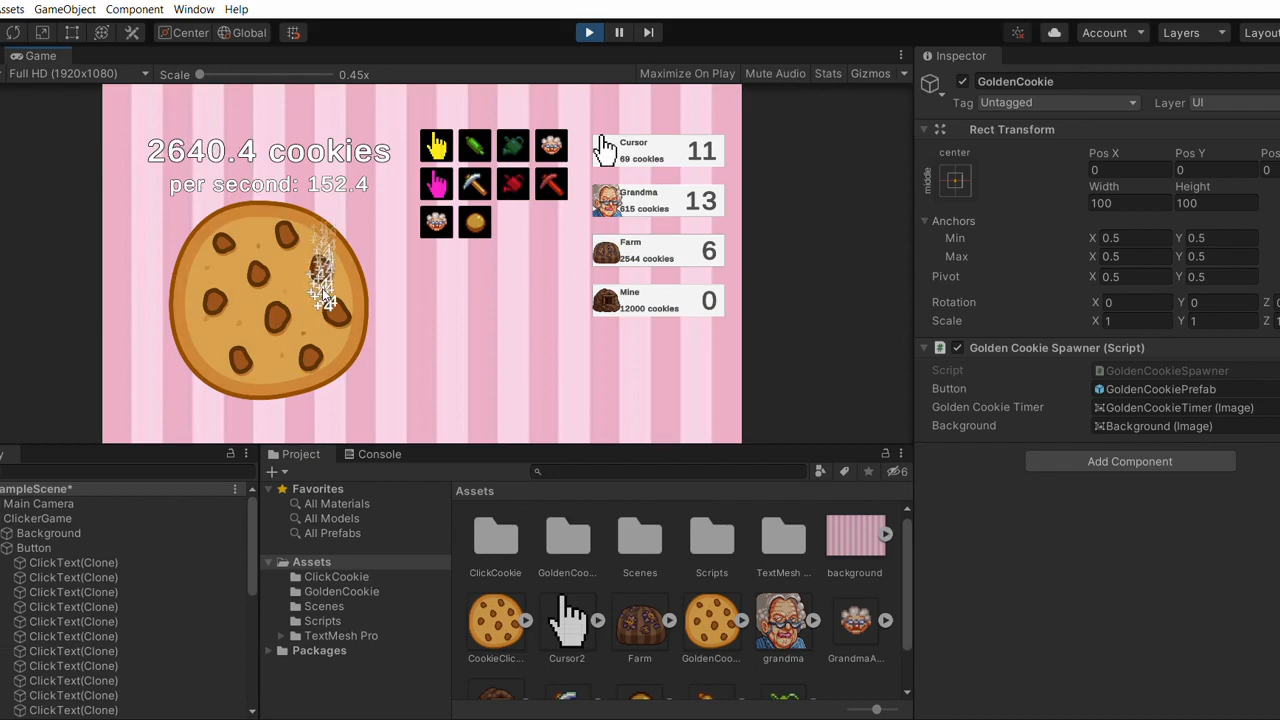 Assets GameObject Component Window Help
Center Global Account Layers Layou
Game
Full HD (1920x1080) Scale 0.45x Maximize On Play Mute Audio Stats Gizmos
2640.4 cookies
per second: 152.4
+4
Cursor
69 cookies 11
Grandma
615 cookies 13
Farm
2544 cookies 6
Mine
12000 cookies 0
Inspector
GoldenCookie
Tag Untagged Layer UI
Rect Transform
center
middle
Pos X Pos Y Pos
0 0 0
Width Height
100 100
Anchors
Min X 0.5 Y 0.5
Max X 0.5 Y 0.5
Pivot X 0.5 Y 0.5
Rotation X 0 Y 0 Z
Scale X 1 Y 1 Z
Golden Cookie Spawner (Script)
Script GoldenCookieSpawner
Button GoldenCookiePrefab
Golden Cookie Timer GoldenCookieTimer (Image)
Background Background (Image)
Add Component
y
ampleScene*
Main Camera
ClickerGame
Background
Button
ClickText(Clone)
ClickText(Clone)
ClickText(Clone)
ClickText(Clone)
ClickText(Clone)
ClickText(Clone)
ClickText(Clone)
ClickText(Clone)
ClickText(Clone)
ClickText(Clone)
ClickText(Clone)
Project Console
6
Favorites
All Materials
All Models
All Prefabs
Assets
ClickCookie
GoldenCookie
Scenes
Scripts
TextMesh Pro
Packages
Assets
ClickCookie GoldenCoo... Scenes Scripts TextMesh ... background
CookieClic... Cursor2 Farm GoldenCoo... grandma GrandmaA...